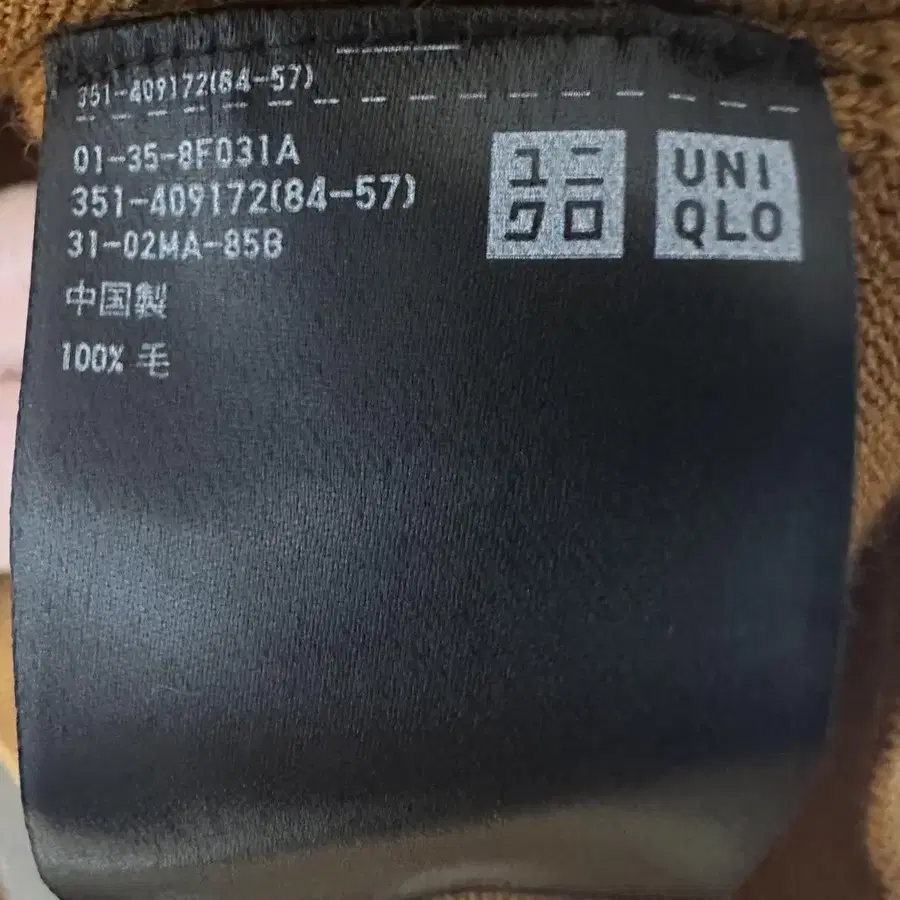 351-409172(84-57)
01-35-8F031A
351-409172(84-57)
31-02MA-85B
中国製
100% 毛
ユニ
クロ
UNI
QLO